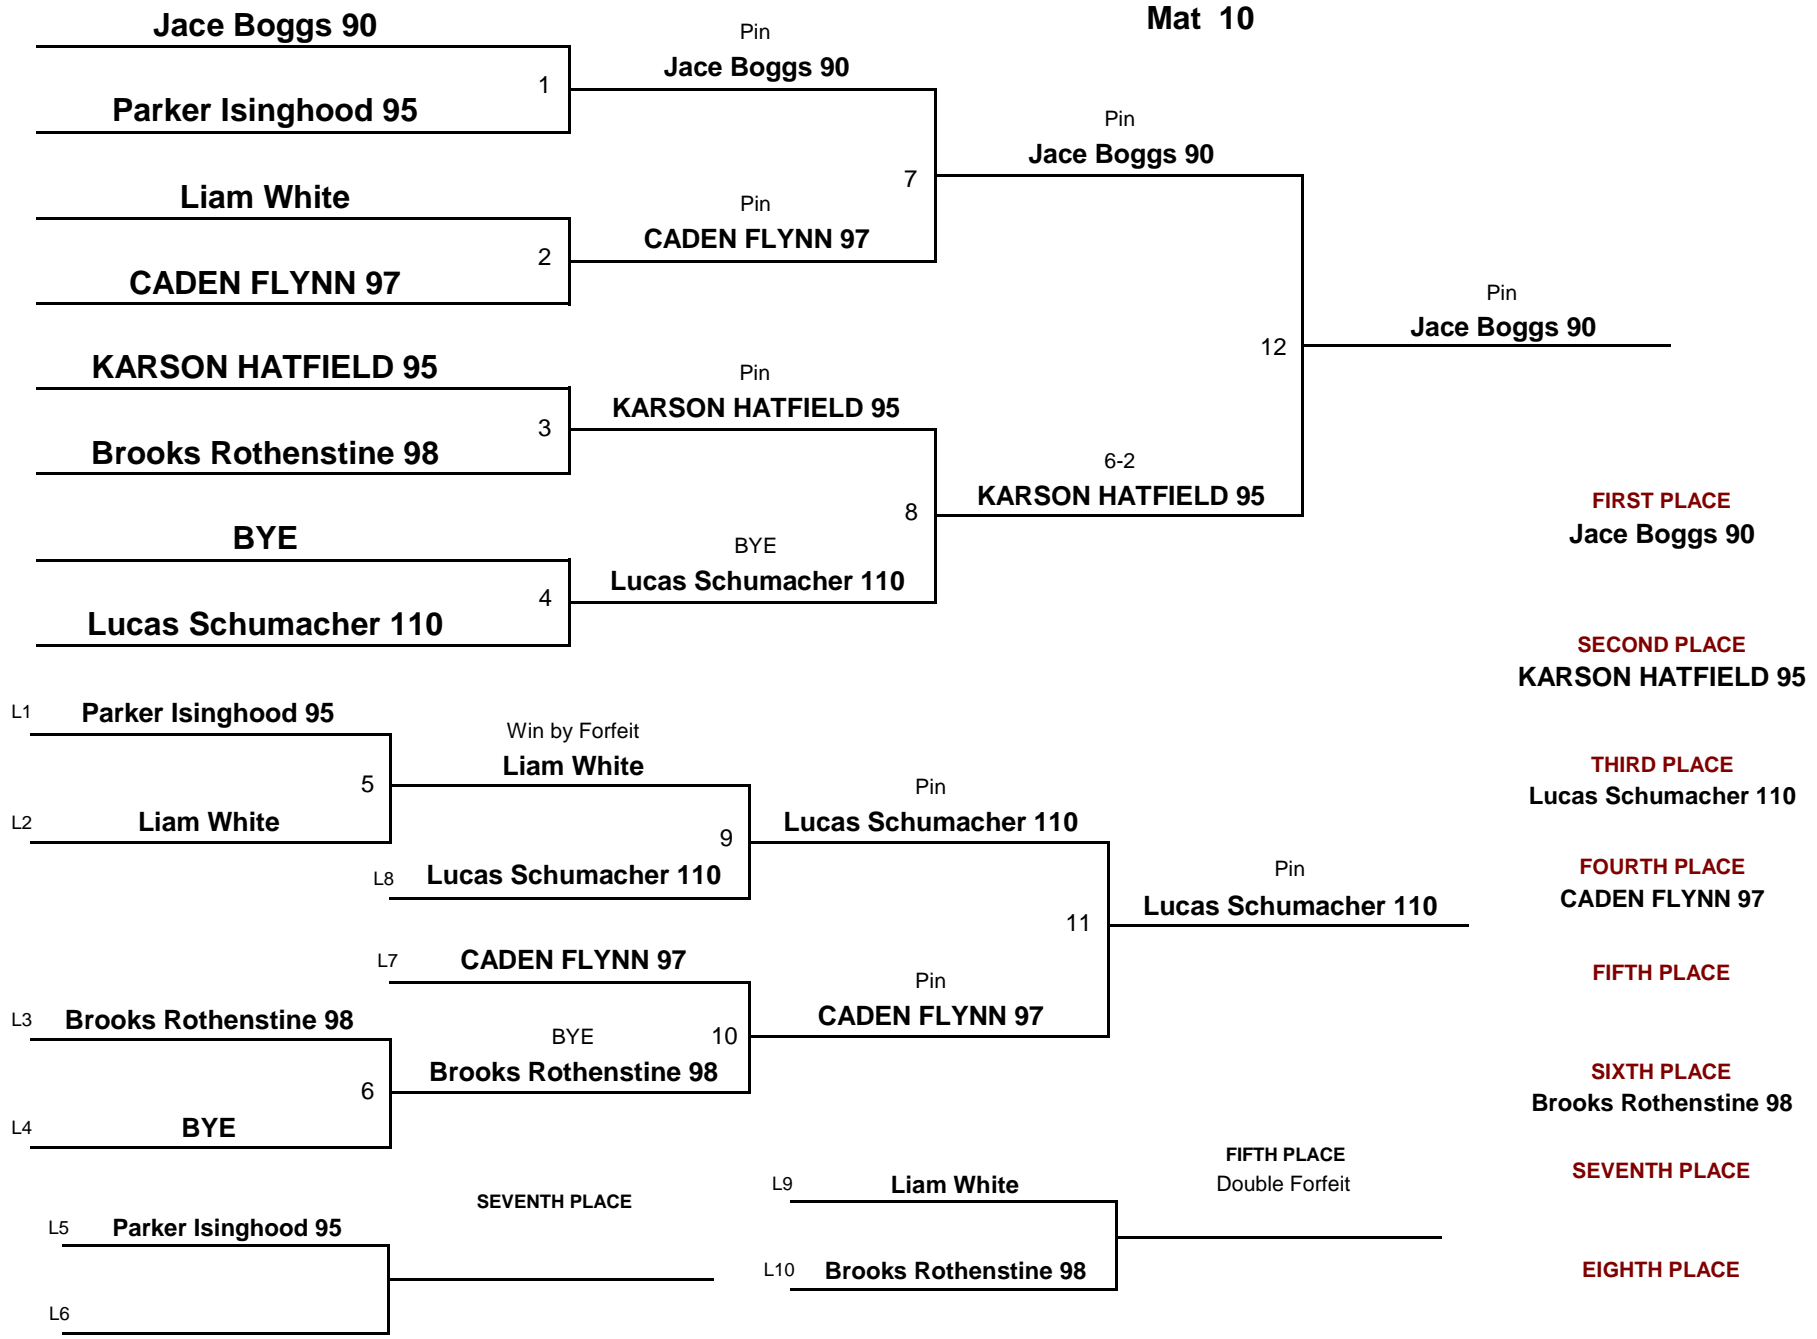 Mat 10
Jace Boggs 90
1
Parker Isinghood 95
Pin
Jace Boggs 90
Liam White
2
CADEN FLYNN 97
Pin
CADEN FLYNN 97
7
Pin
Jace Boggs 90
KARSON HATFIELD 95
3
Brooks Rothenstine 98
Pin
KARSON HATFIELD 95
BYE
4
Lucas Schumacher 110
BYE
Lucas Schumacher 110
8
6-2
KARSON HATFIELD 95
12
Pin
Jace Boggs 90
FIRST PLACE
Jace Boggs 90
SECOND PLACE
KARSON HATFIELD 95
THIRD PLACE
Lucas Schumacher 110
FOURTH PLACE
CADEN FLYNN 97
FIFTH PLACE
SIXTH PLACE
Brooks Rothenstine 98
SEVENTH PLACE
EIGHTH PLACE
L1 Parker Isinghood 95
5
L2 Liam White
Win by Forfeit
Liam White
9
L8 Lucas Schumacher 110
Pin
Lucas Schumacher 110
L7 CADEN FLYNN 97
L3 Brooks Rothenstine 98
6
L4 BYE
BYE
Brooks Rothenstine 98
10
Pin
CADEN FLYNN 97
11
Pin
Lucas Schumacher 110
SEVENTH PLACE
L5 Parker Isinghood 95
L6
FIFTH PLACE
Double Forfeit
L9 Liam White
L10 Brooks Rothenstine 98